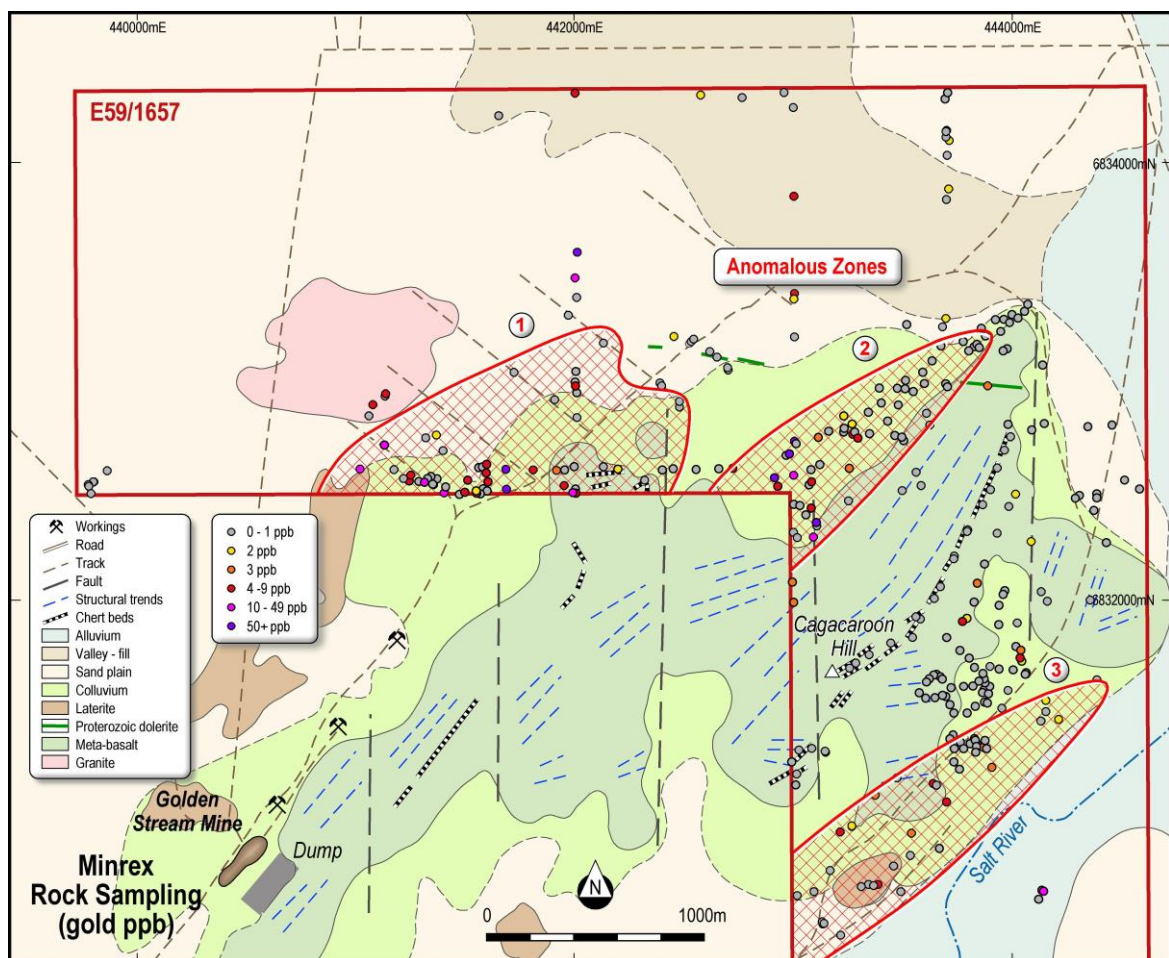 440000mE
442000mE
444000mE
E59/1657
6834000mN
Anomalous Zones
1
2
Workings
Road
Track
Fault
Structural trends
Chert beds
Alluvium
Valley - fill
Sand plain
Colluvium
Laterite
Proterozoic dolerite
Meta-basalt
Granite
0 - 1 ppb
2 ppb
3 ppb
4 -9 ppb
10 - 49 ppb
50+ ppb
6832000mN
Cagacaroon
Hill
3
Golden
Stream Mine
Dump
Salt River
Minrex
Rock Sampling
(gold ppb)
N
0
1000m